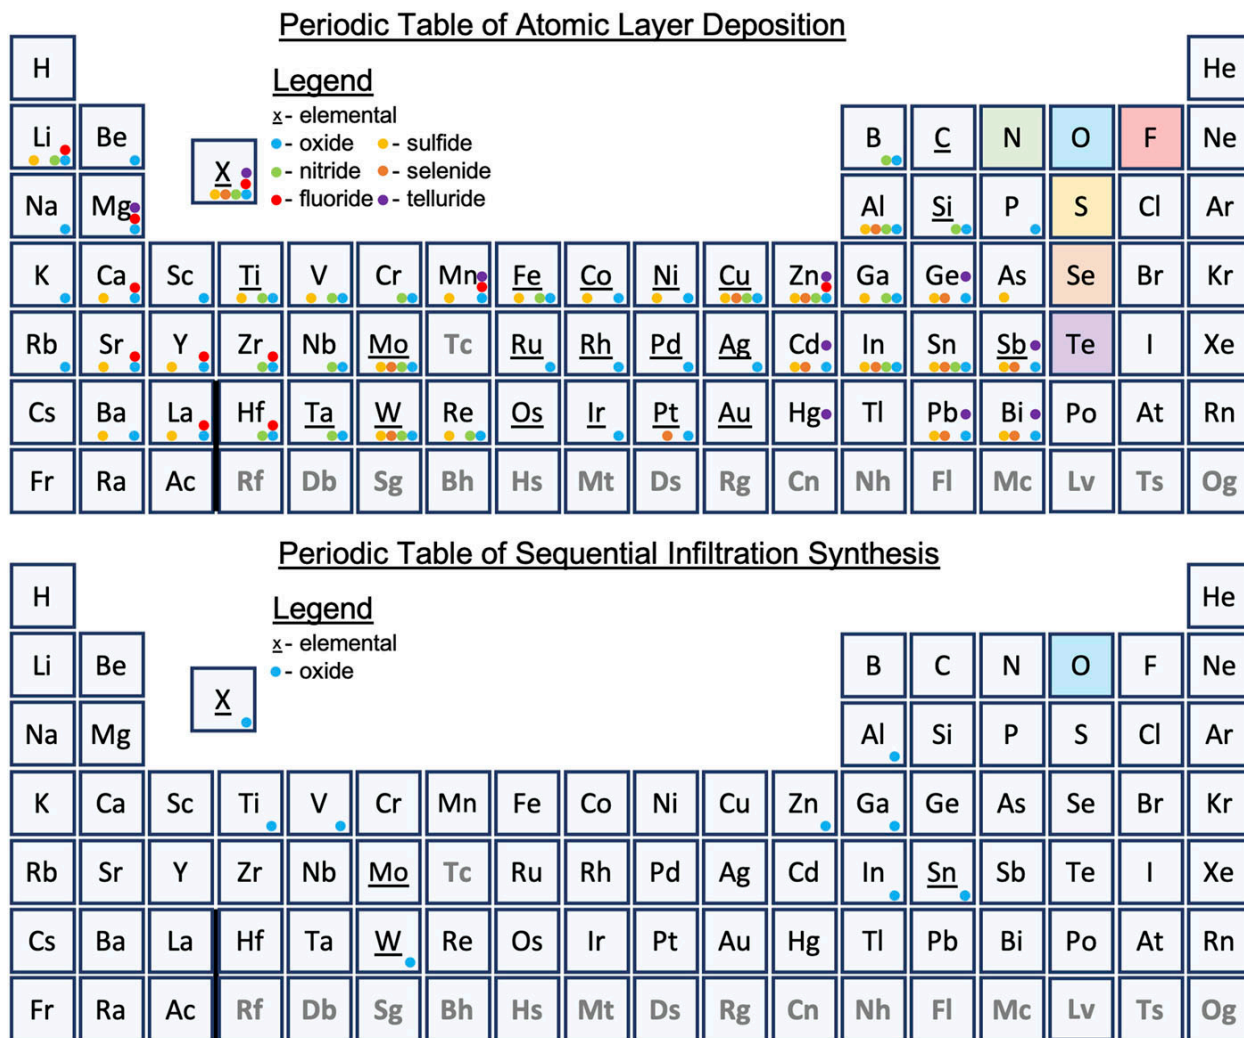 Periodic Table of Atomic Layer Deposition
H He
Legend
x - elemental
Li Be B C N O F Ne
X
- oxide - sulfide
- nitride - selenide
- fluoride - telluride
Na Mg Al Si P S Cl Ar
K Ca Sc Ti V Cr Mn Fe Co Ni Cu Zn Ga Ge As Se Br Kr
Rb Sr Y Zr Nb Mo Tc Ru Rh Pd Ag Cd In Sn Sb Te I Xe
Cs Ba La Hf Ta W Re Os Ir Pt Au Hg Tl Pb Bi Po At Rn
Fr Ra Ac Rf Db Sg Bh Hs Mt Ds Rg Cn Nh Fl Mc Lv Ts Og
Periodic Table of Sequential Infiltration Synthesis
H He
Legend
x - elemental
- oxide
Li Be B C N O F Ne
X
Na Mg Al Si P S Cl Ar
K Ca Sc Ti V Cr Mn Fe Co Ni Cu Zn Ga Ge As Se Br Kr
Rb Sr Y Zr Nb Mo Tc Ru Rh Pd Ag Cd In Sn Sb Te I Xe
Cs Ba La Hf Ta W Re Os Ir Pt Au Hg Tl Pb Bi Po At Rn
Fr Ra Ac Rf Db Sg Bh Hs Mt Ds Rg Cn Nh Fl Mc Lv Ts Og